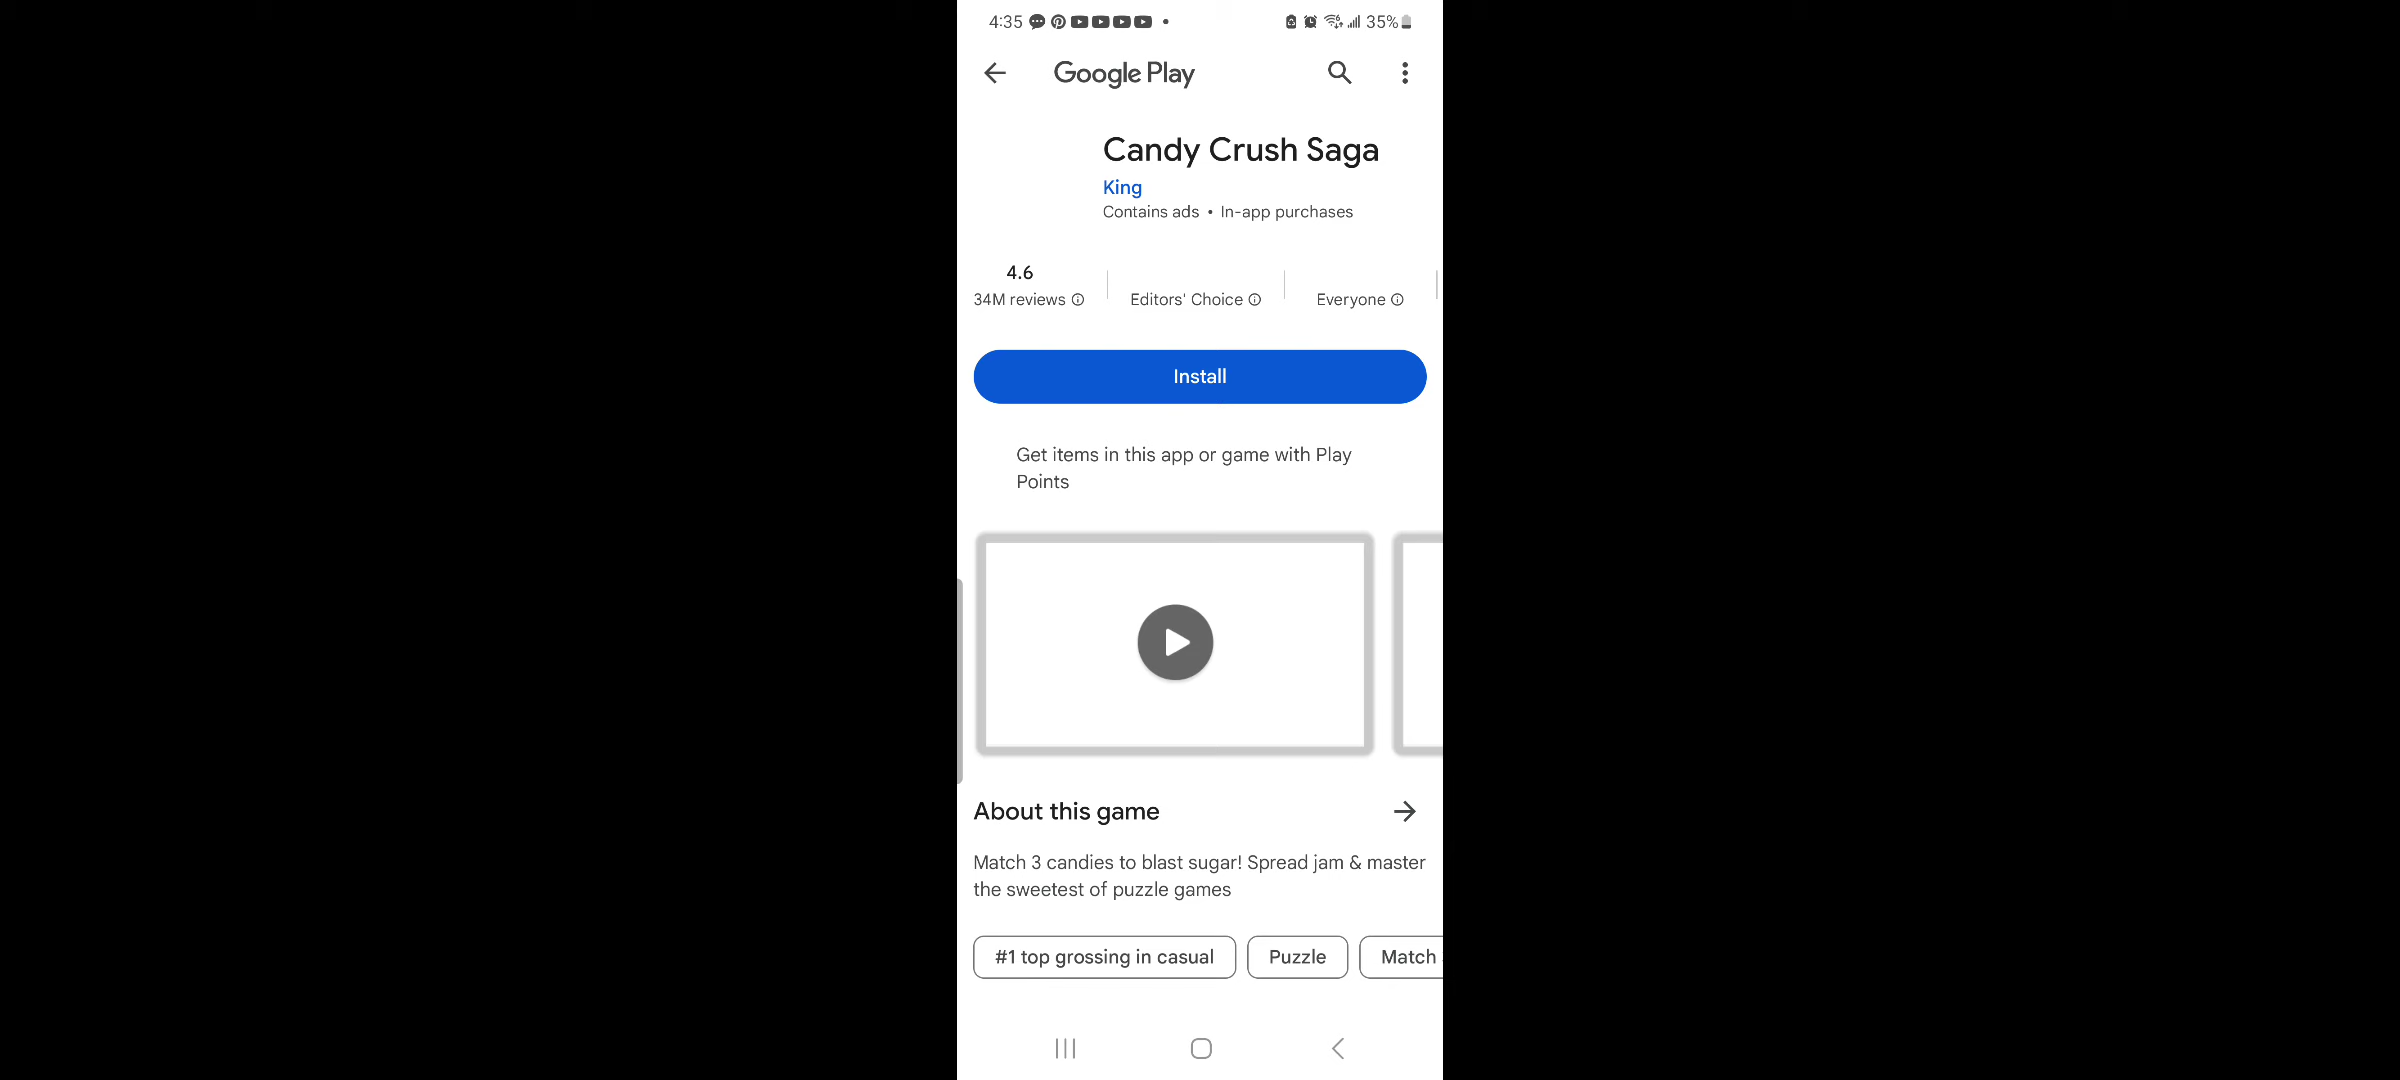 4:35 35%
Google Play
Candy Crush Saga
King
Contains ads • In-app purchases
4.6
34M reviews Editors' Choice Everyone
Install
Get items in this app or game with Play
Points
About this game
Match 3 candies to blast sugar! Spread jam & master
the sweetest of puzzle games
#1 top grossing in casual Puzzle Match